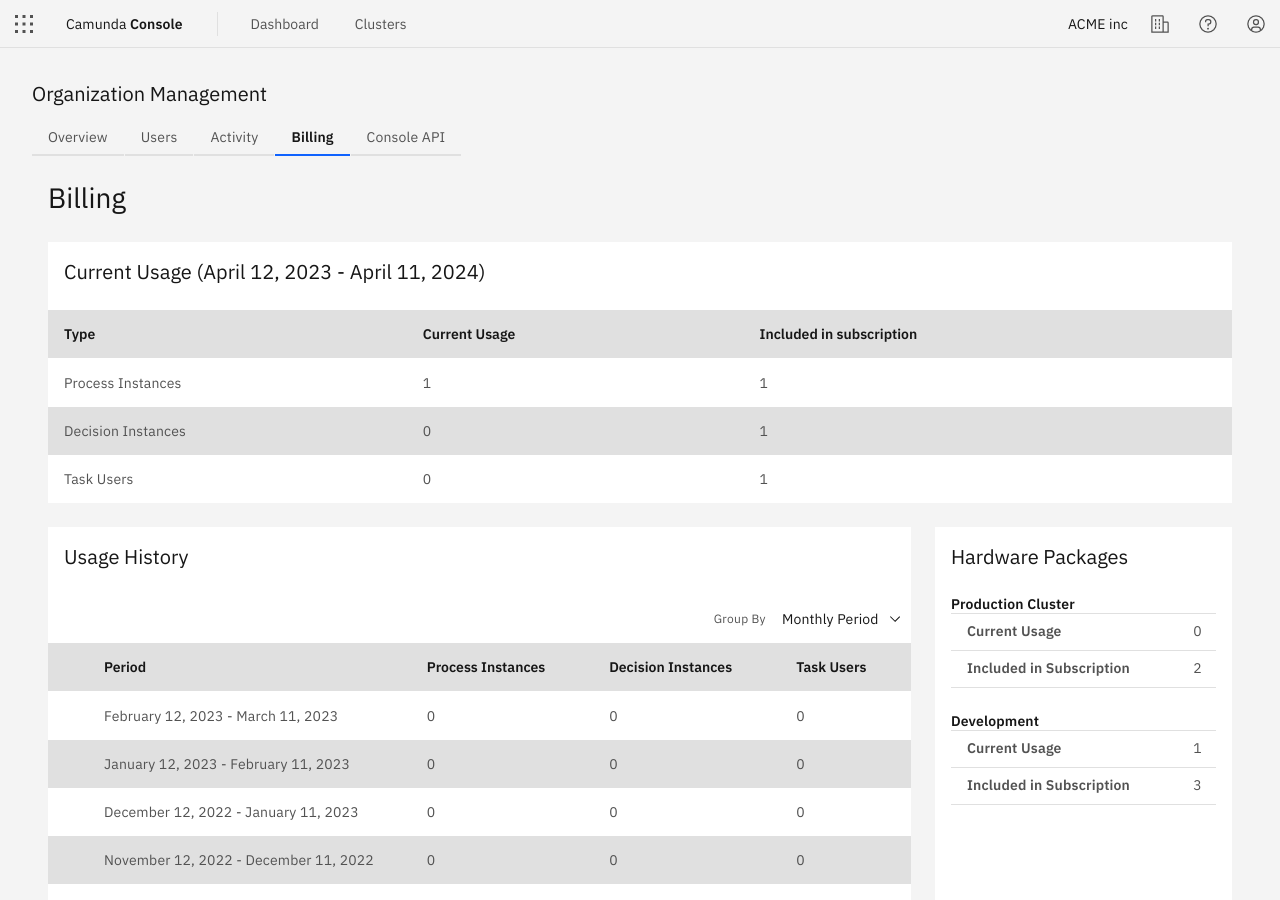 Camunda Console Dashboard Clusters ACME inc
Organization Management
Overview Users Activity Billing Console API
Billing
Current Usage (April 12, 2023 - April 11, 2024)
Type Current Usage Included in subscription
Process Instances 1 1
Decision Instances 0 1
Task Users 0 1
Usage History
Group By Monthly Period
Period Process Instances Decision Instances Task Users
February 12, 2023 - March 11, 2023 0 0 0
January 12, 2023 - February 11, 2023 0 0 0
December 12, 2022 - January 11, 2023 0 0 0
November 12, 2022 - December 11, 2022 0 0 0
Hardware Packages
Production Cluster
Current Usage 0
Included in Subscription 2
Development
Current Usage 1
Included in Subscription 3